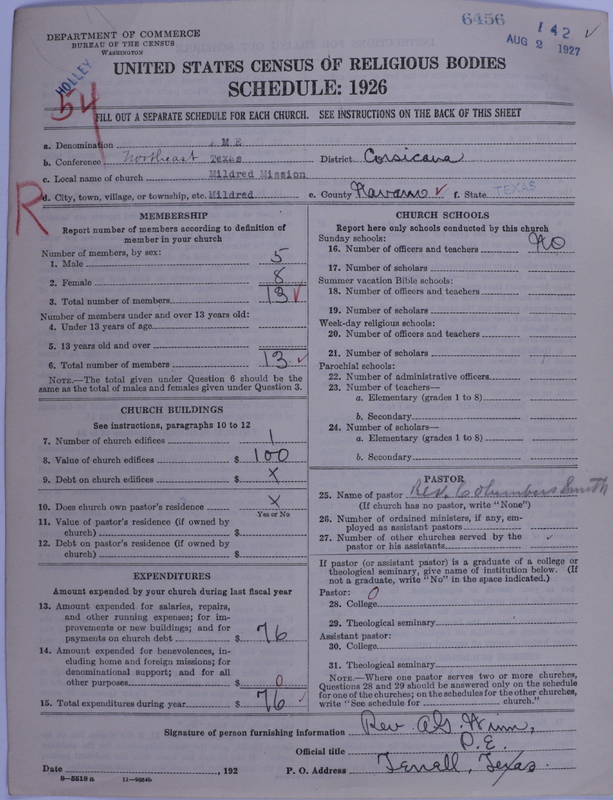 6456
142 ✓
AUG 2 1927
DEPARTMENT OF COMMERCE
BUREAU OF THE CENSUS
WASHINGTON
HOLLEY
54
UNITED STATES CENSUS OF RELIGIOUS BODIES
SCHEDULE: 1926
FILL OUT A SEPARATE SCHEDULE FOR EACH CHURCH. SEE INSTRUCTIONS ON THE BACK OF THIS SHEET
a. Denomination M E
b. Conference Northeast Texas District Corsicana
c. Local name of church Mildred Mission
R
d. City, town, village, or township, etc. Mildred e. County Navarro ✓ f. State TEXAS
MEMBERSHIP
Report number of members according to definition of
member in your church
Number of members, by sex:
1. Male 5
2. Female 8
3. Total number of members 13 ✓
Number of members under and over 13 years old:
4. Under 13 years of age
5. 13 years old and over
6. Total number of members 13 ✓
NOTE.—The total given under Question 6 should be the
same as the total of males and females given under Question 3.
CHURCH BUILDINGS
See instructions, paragraphs 10 to 12
7. Number of church edifices 1
8. Value of church edifices $ 100
9. Debt on church edifices $ X
10. Does church own pastor's residence X
Yes or No
11. Value of pastor's residence (if owned by
church) $
12. Debt on pastor's residence (if owned by
church) $
EXPENDITURES
Amount expended by your church during last fiscal year
13. Amount expended for salaries, repairs,
and other running expenses; for im-
provements or new buildings; and for
payments on church debt $ 76
14. Amount expended for benevolences, in-
cluding home and foreign missions; for
denominational support; and for all
other purposes $ 0
15. Total expenditures during year $ 76 ✓
CHURCH SCHOOLS
Report here only schools conducted by this church
Sunday schools:
16. Number of officers and teachers No
17. Number of scholars
Summer vacation Bible schools:
18. Number of officers and teachers
19. Number of scholars
Week-day religious schools:
20. Number of officers and teachers
21. Number of scholars
Parochial schools:
22. Number of administrative officers
23. Number of teachers—
a. Elementary (grades 1 to 8)
b. Secondary
24. Number of scholars—
a. Elementary (grades 1 to 8)
b. Secondary
PASTOR
25. Name of pastor Rev. Columbus Smith
(If church has no pastor, write "None")
26. Number of ordained ministers, if any, em-
ployed as assistant pastors
27. Number of other churches served by the
pastor or his assistants ✓
If pastor (or assistant pastor) is a graduate of a college or
theological seminary, give name of institution below. (If
not a graduate, write "No" in the space indicated.)
Pastor: 0
28. College
29. Theological seminary
Assistant pastor:
30. College
31. Theological seminary
NOTE.—Where one pastor serves two or more churches,
Questions 28 and 29 should be answered only on the schedule
for one of the churches; on the schedules for the other churches,
write "See schedule for church."
Signature of person furnishing information Rev.
Official title P. E.
Date , 192 P. O. Address Terrell, Texas.
9—5519 a